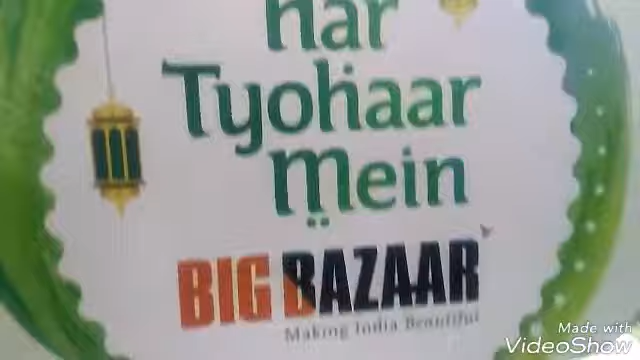 har
Tyohaar
Mein
BIG BAZAAR
Making India Beautiful
Made with
VideoShow